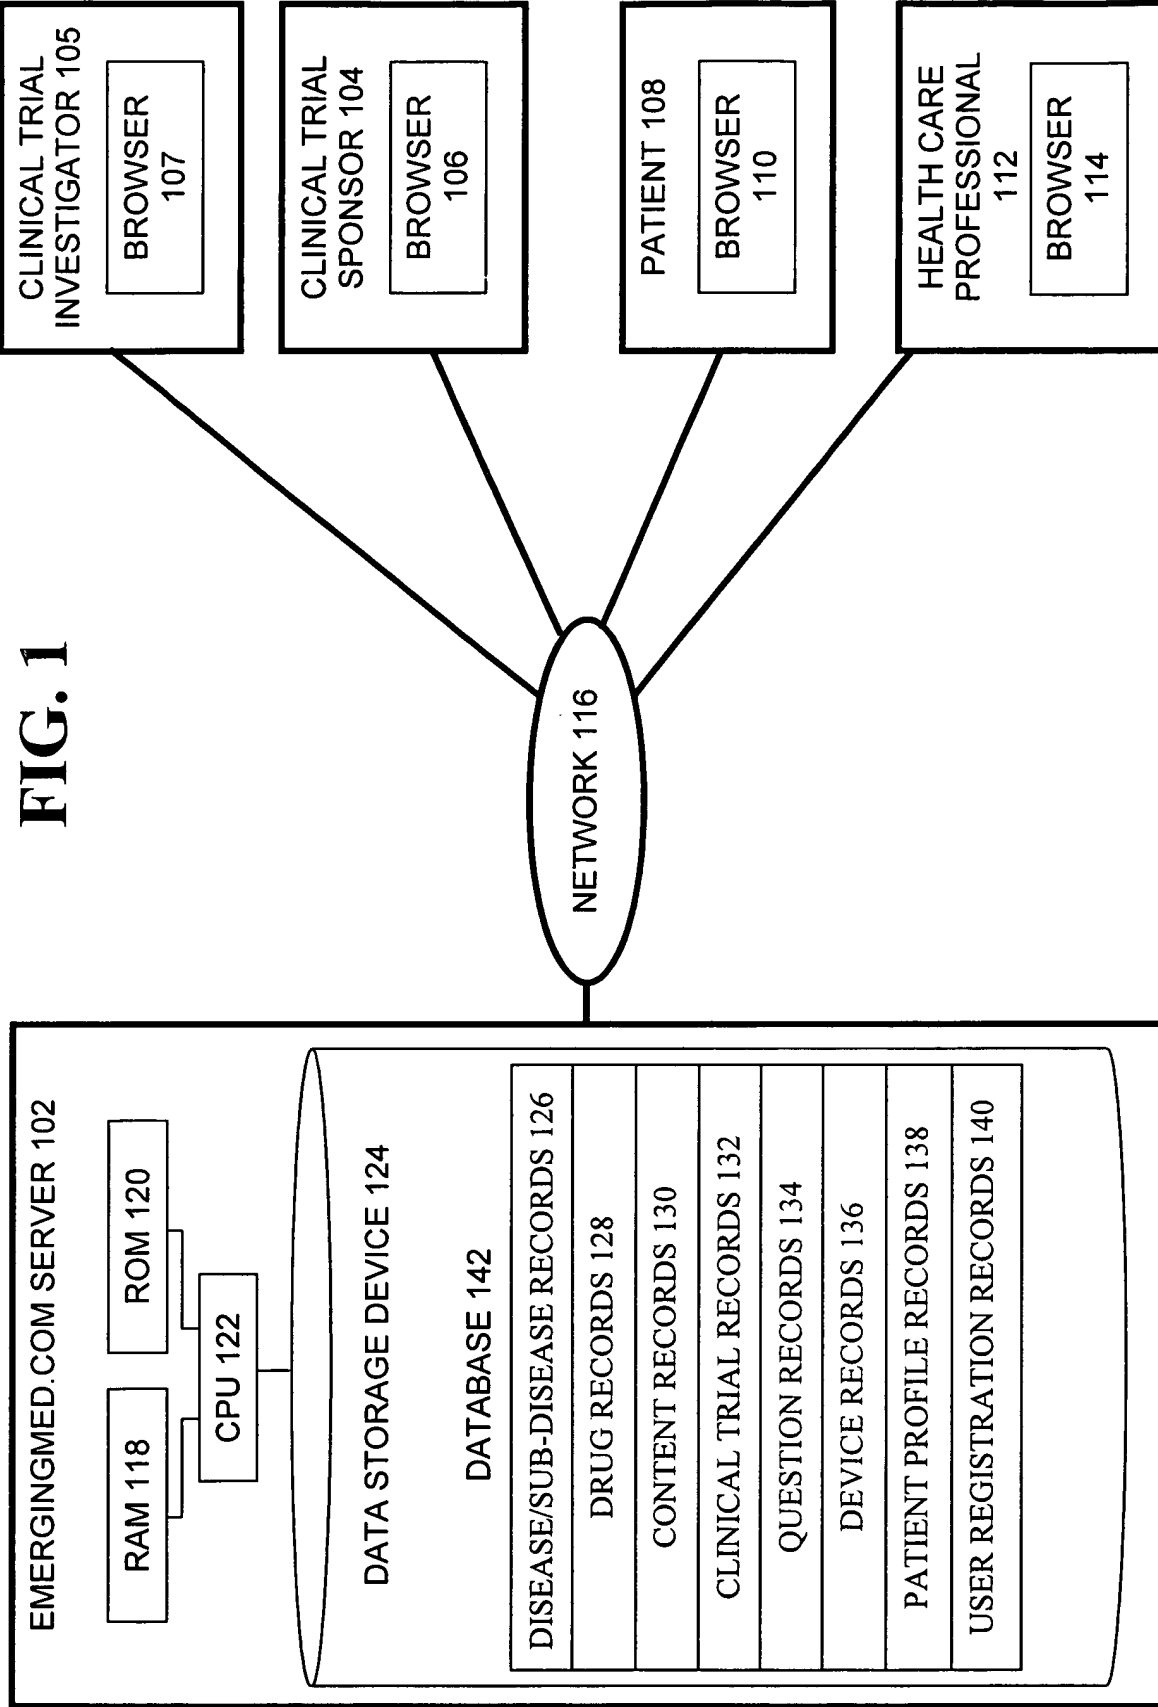 FIG. 1
EMERGINGMED.COM SERVER 102
RAM 118
ROM 120
CPU 122
DATA STORAGE DEVICE 124
DATABASE 142
DISEASE/SUB-DISEASE RECORDS 126
DRUG RECORDS 128
CONTENT RECORDS 130
CLINICAL TRIAL RECORDS 132
QUESTION RECORDS 134
DEVICE RECORDS 136
PATIENT PROFILE RECORDS 138
USER REGISTRATION RECORDS 140
NETWORK 116
CLINICAL TRIAL
INVESTIGATOR 105
BROWSER
107
CLINICAL TRIAL
SPONSOR 104
BROWSER
106
PATIENT 108
BROWSER
110
HEALTH CARE
PROFESSIONAL
112
BROWSER
114